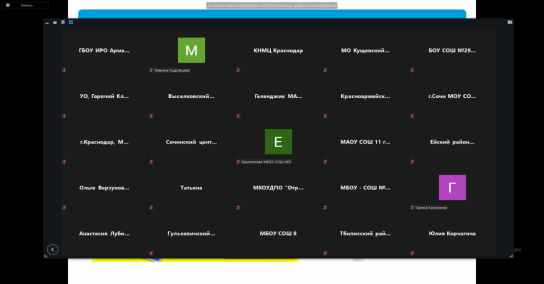 ГБОУ ИРО Арма...
М
Марина Кудрявцева
КНМЦ Краснодар
МО Кущевский...
БОУ СОШ №29...
УО, Горячий Кл...
Выселковский...
Геленджик МА...
Красноармейск...
г.Сочи МОУ СО...
г.Краснодар, М...
Сочинский цент...
Е
МАОУ СОШ 11 г...
Ейский район...
Ольга Верзунов...
Татьяна
МКОУДПО "Отр...
МБОУ - СОШ №...
Г
Анастасия Луби...
Гулькевичский...
МБОУ СОШ 8
Тбилисский рай...
Юлия Корчагина